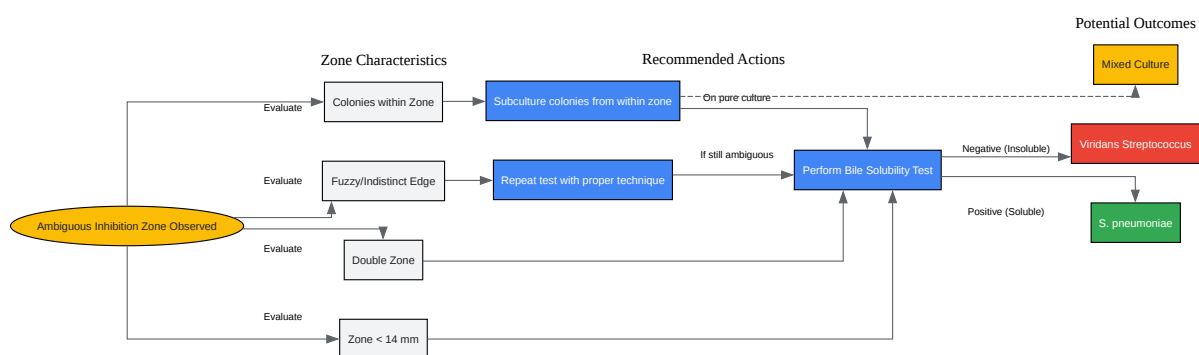 Potential Outcomes
Zone Characteristics
Recommended Actions
Mixed Culture
Evaluate
Colonies within Zone
Subculture colonies from within zone
On pure culture
Viridans Streptococcus
Negative (Insoluble)
If still ambiguous
Perform Bile Solubility Test
Evaluate
Fuzzy/Indistinct Edge
Repeat test with proper technique
Positive (Soluble)
S. pneumoniae
Ambiguous Inhibition Zone Observed
Evaluate
Double Zone
Evaluate
Zone < 14 mm